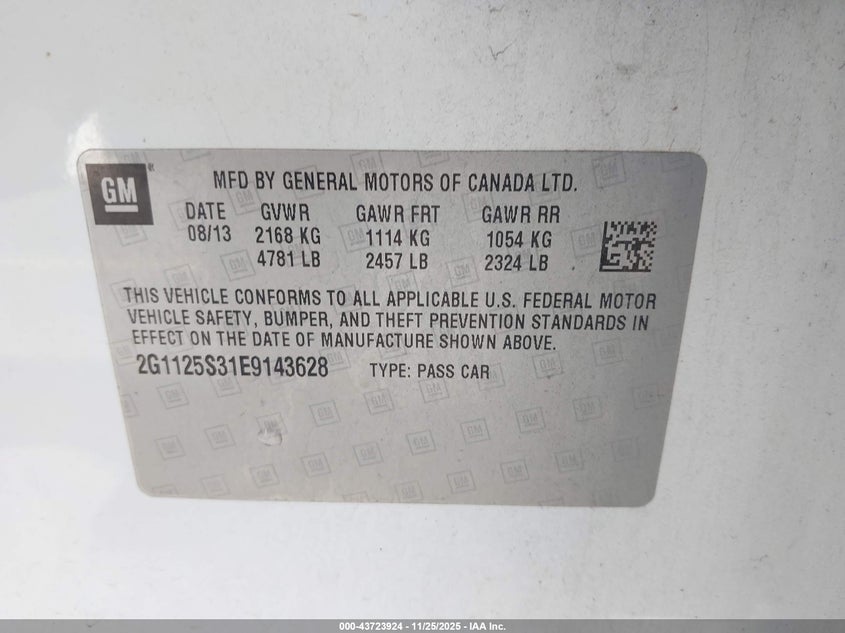 GM
MFD BY GENERAL MOTORS OF CANADA LTD.
DATE GVWR GAWR FRT GAWR RR
08/13 2168 KG 1114 KG 1054 KG
4781 LB 2457 LB 2324 LB
THIS VEHICLE CONFORMS TO ALL APPLICABLE U.S. FEDERAL MOTOR
VEHICLE SAFETY, BUMPER, AND THEFT PREVENTION STANDARDS IN
EFFECT ON THE DATE OF MANUFACTURE SHOWN ABOVE.
2G1125S31E9143628 TYPE: PASS CAR
000-43723924 - 11/25/2025 - IAA Inc.